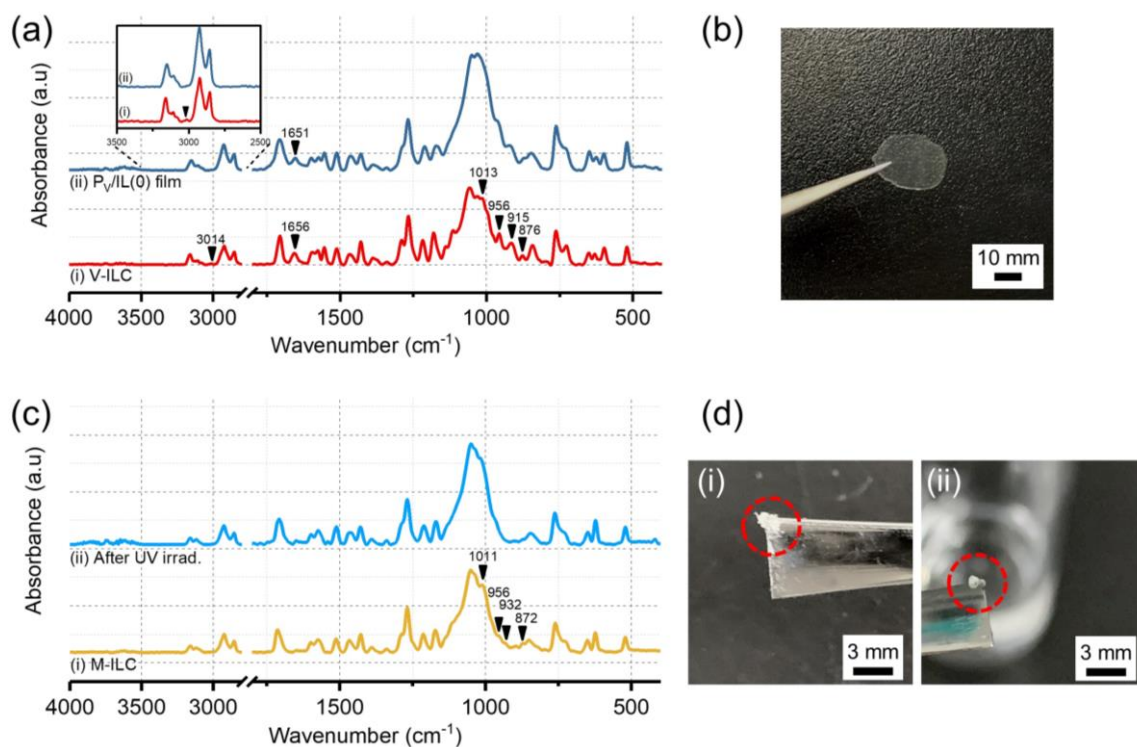 (a)
Absorbance (a.u)
(ii)
(i)
3500 3000 2500
1651
(ii) Pᵥ/IL(0) film
1013
956
915
876
3014
1656
(i) V-ILC
4000 3500 3000 1500 1000 500
Wavenumber (cm⁻¹)
(b)
10 mm
(c)
Absorbance (a.u)
(ii) After UV irrad.
1011
956
932
872
(i) M-ILC
4000 3500 3000 1500 1000 500
Wavenumber (cm⁻¹)
(d)
(i)
3 mm
(ii)
3 mm